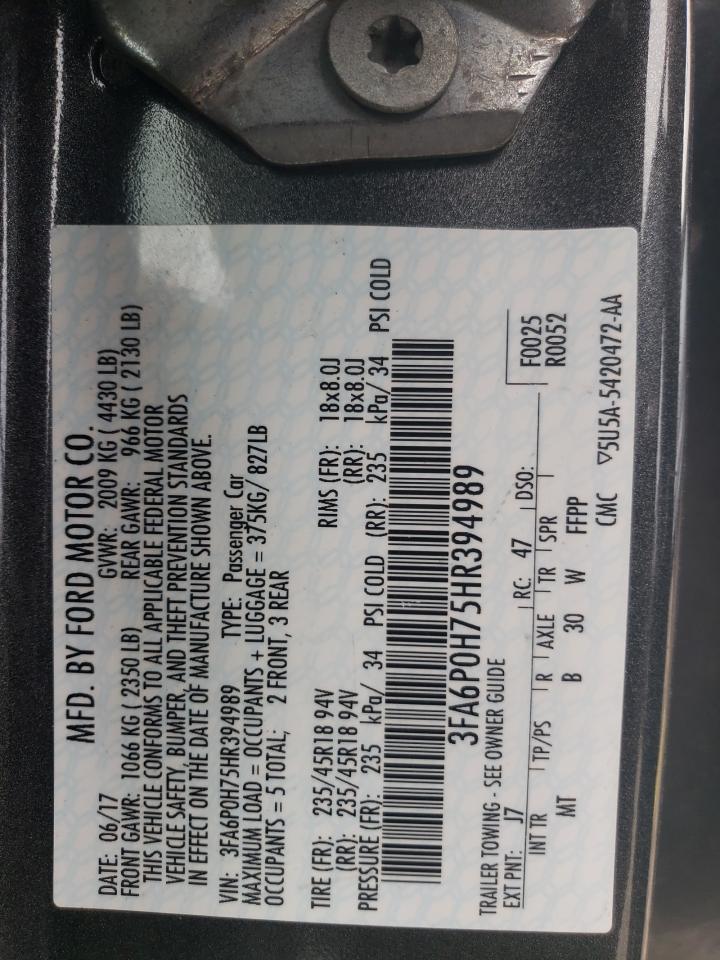 MFD. BY FORD MOTOR CO.
DATE: 06/17 GVWR: 2009 KG ( 4430 LB)
FRONT GAWR: 1066 KG ( 2350 LB) REAR GAWR: 966 KG ( 2130 LB)
THIS VEHICLE CONFORMS TO ALL APPLICABLE FEDERAL MOTOR
VEHICLE SAFETY, BUMPER, AND THEFT PREVENTION STANDARDS
IN EFFECT ON THE DATE OF MANUFACTURE SHOWN ABOVE.
VIN: 3FA6P0H75HR394989 TYPE: Passenger Car
MAXIMUM LOAD = OCCUPANTS + LUGGAGE = 375KG/ 827LB
OCCUPANTS = 5 TOTAL; 2 FRONT, 3 REAR
TIRE (FR): 235/45R18 94V RIMS (FR): 18x8.0J
(RR): 235/45R18 94V (RR): 18x8.0J
PRESSURE (FR): 235 kPa/ 34 PSI COLD (RR): 235 kPa/ 34 PSI COLD
3FA6P0H75HR394989
TRAILER TOWING - SEE OWNER GUIDE
EXT PNT: J7 RC: 47 DSO: F0025
R0052
INT TR TP/PS R AXLE TR SPR
MT B 30 W FFPP
CMC ▽5U5A-5420472-AA